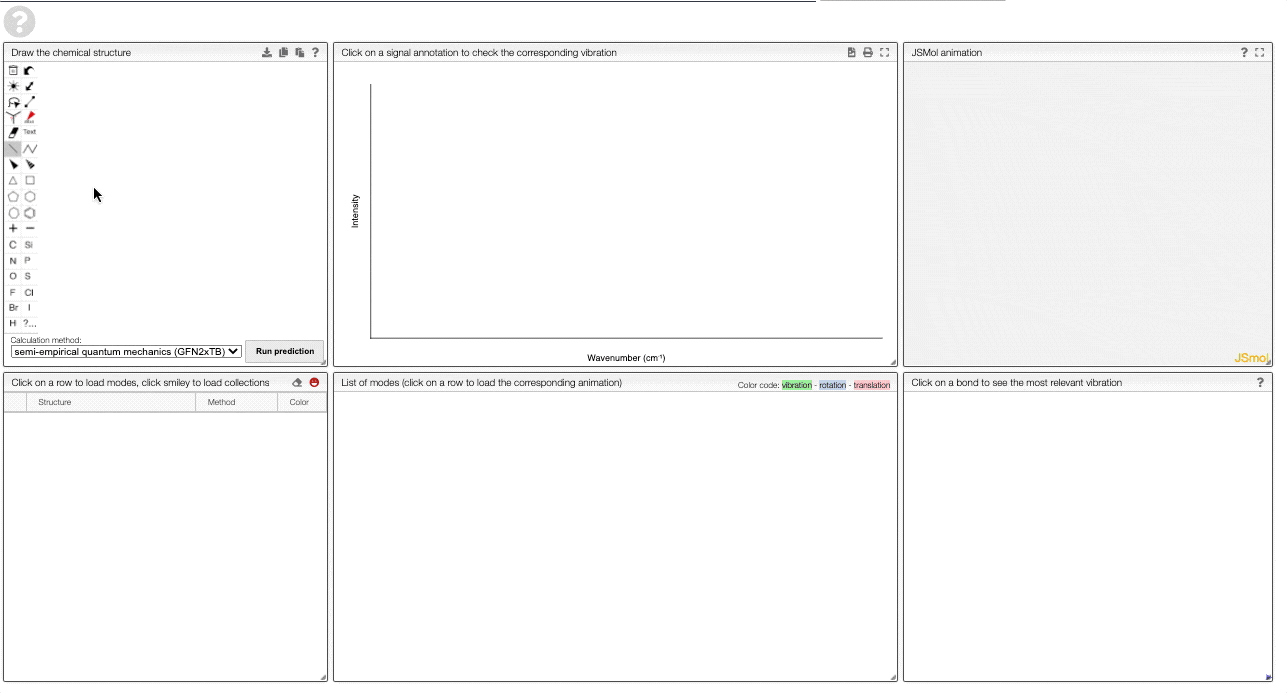 ?
Draw the chemical structure ?
Text
C Si
N P
O S
F Cl
Br I
H ?...
Calculation method:
semi-empirical quantum mechanics (GFN2xTB)
Run prediction
Click on a signal annotation to check the corresponding vibration
Intensity
Wavenumber (cm⁻¹)
JSMol animation ?
JSmol
Click on a row to load modes, click smiley to load collections
Structure Method Color
List of modes (click on a row to load the corresponding animation)
Color code: vibration - rotation - translation
Click on a bond to see the most relevant vibration ?